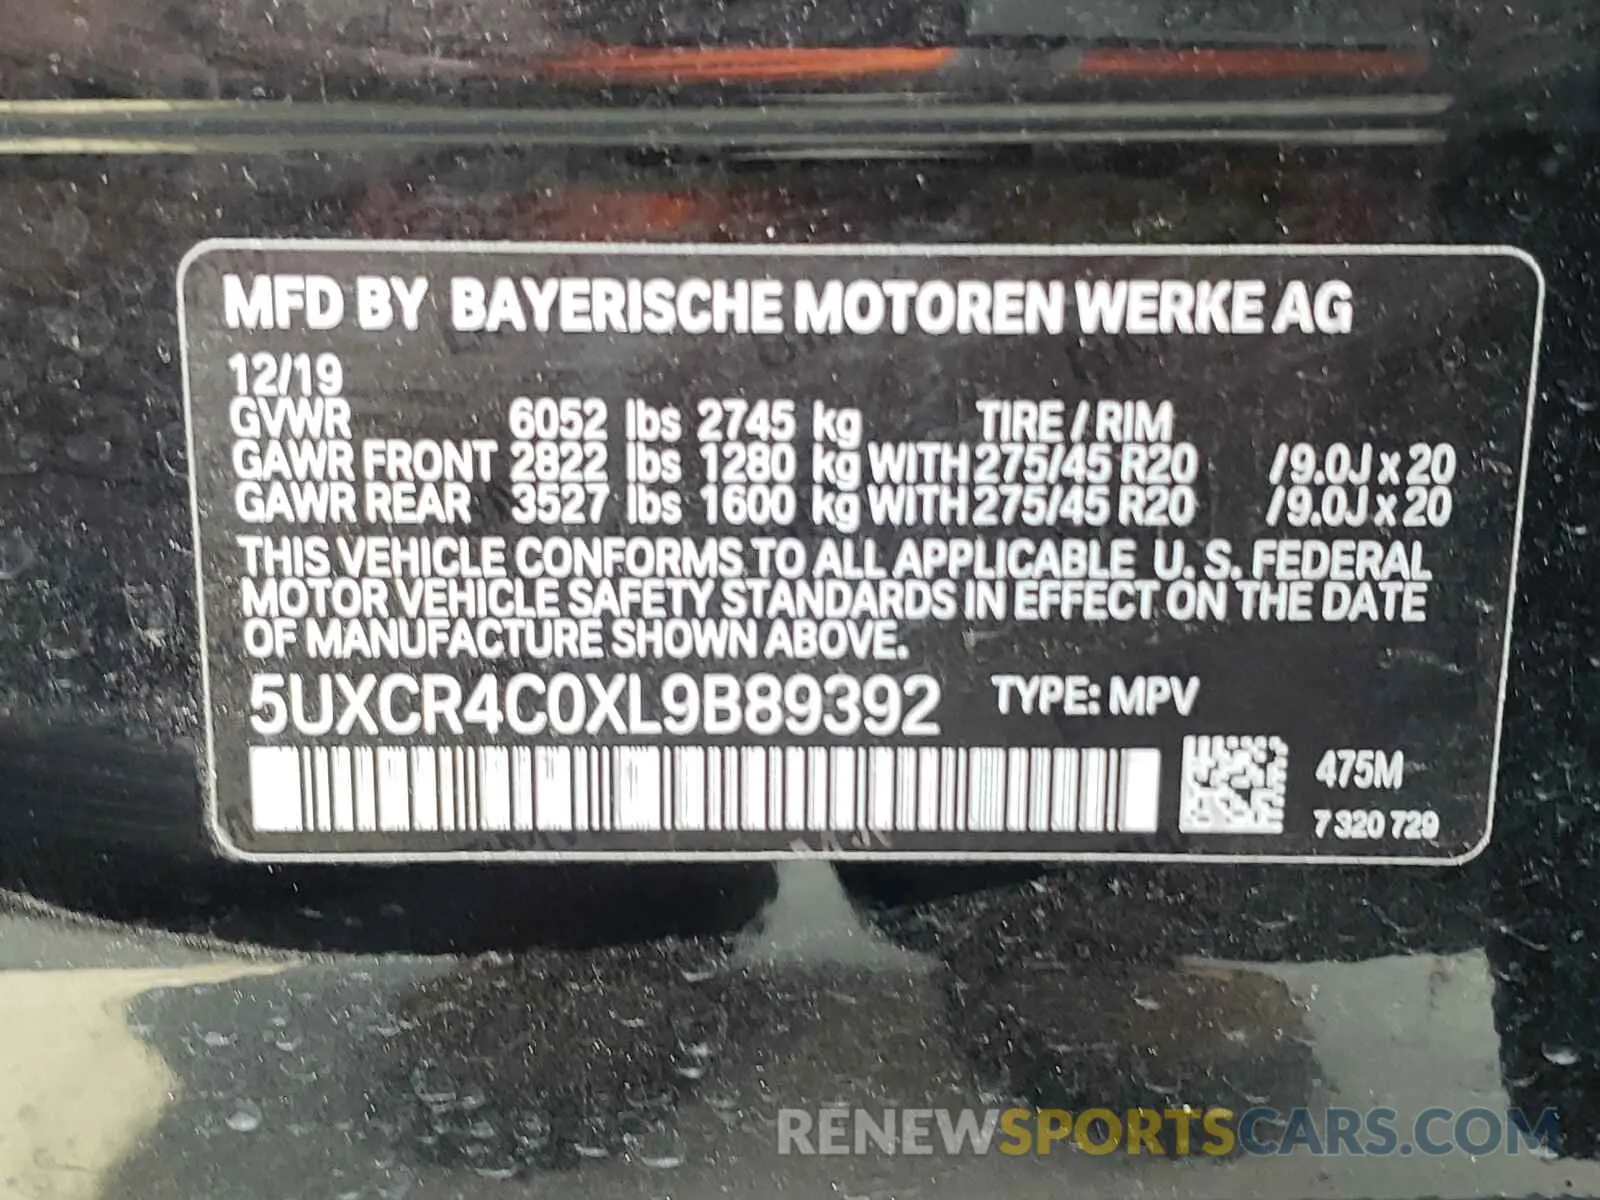 MFD BY BAYERISCHE MOTOREN WERKE AG
12/19
GVWR 6052 lbs 2745 kg TIRE / RIM
GAWR FRONT 2822 lbs 1280 kg WITH 275/45 R20 /9.0J x 20
GAWR REAR 3527 lbs 1600 kg WITH 275/45 R20 /9.0J x 20
THIS VEHICLE CONFORMS TO ALL APPLICABLE U. S. FEDERAL
MOTOR VEHICLE SAFETY STANDARDS IN EFFECT ON THE DATE
OF MANUFACTURE SHOWN ABOVE.
5UXCR4C0XL9B89392 TYPE: MPV
475M
7 320 729
RENEWSPORTSCARS.COM